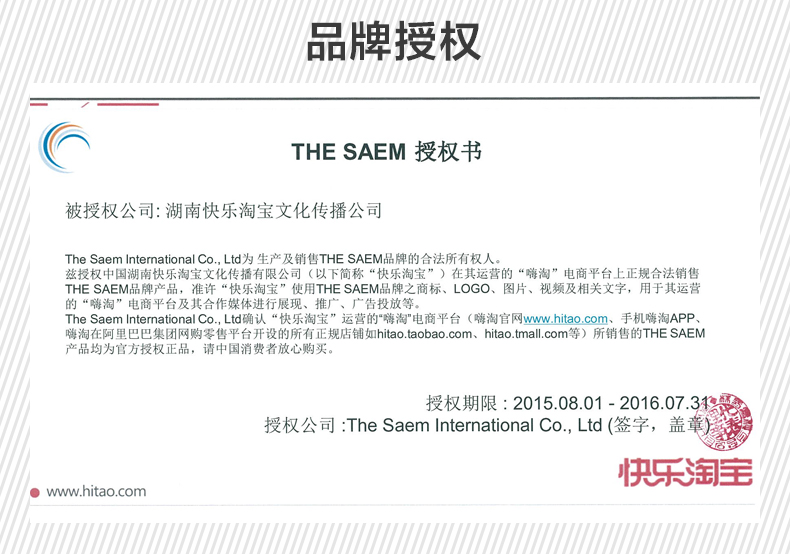 品牌授权
THE SAEM 授权书
被授权公司: 湖南快乐淘宝文化传播公司
The Saem International Co., Ltd为 生产及销售THE SAEM品牌的合法所有权人。
兹授权中国湖南快乐淘宝文化传播有限公司（以下简称“快乐淘宝”）在其运营的“嗨淘”电商平台上正规合法销售
THE SAEM品牌产品，准许“快乐淘宝”使用THE SAEM品牌之商标、LOGO、图片、视频及相关文字，用于其运营
的“嗨淘”电商平台及其合作媒体进行展现、推广、广告投放等。
The Saem International Co., Ltd确认“快乐淘宝”运营的“嗨淘”电商平台（嗨淘官网www.hitao.com、手机嗨淘APP、
嗨淘在阿里巴巴集团网购零售平台开设的所有正规店铺如hitao.taobao.com、hitao.tmall.com等）所销售的THE SAEM
产品均为官方授权正品，请中国消费者放心购买。
授权期限 : 2015.08.01 - 2016.07.31
授权公司 :The Saem International Co., Ltd (签字，盖章)
快乐淘宝
www.hitao.com